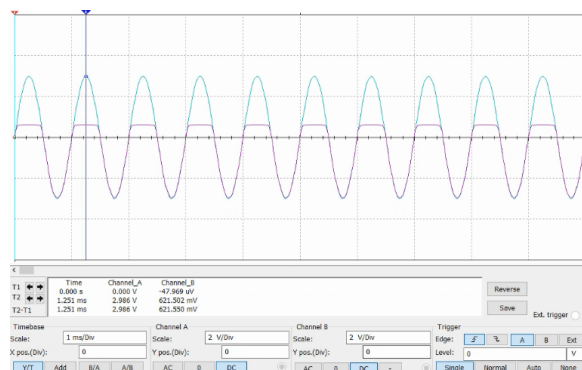 1
2
Time Channel_A Channel_B
T1 0.000 s 0.000 V -47.969 uV
T2 1.251 ms 2.986 V 621.502 mV
T2-T1 1.251 ms 2.986 V 621.550 mV
Reverse
Save
Ext. trigger
Timebase
Scale: 1 ms/Div
X pos.(Div): 0
Y/T Add B/A A/B
Channel A
Scale: 2 V/Div
Y pos.(Div): 0
AC 0 DC
Channel B
Scale: 2 V/Div
Y pos.(Div): 0
AC 0 DC -
Trigger
Edge: A B Ext
Level: 0 V
Single Normal Auto None